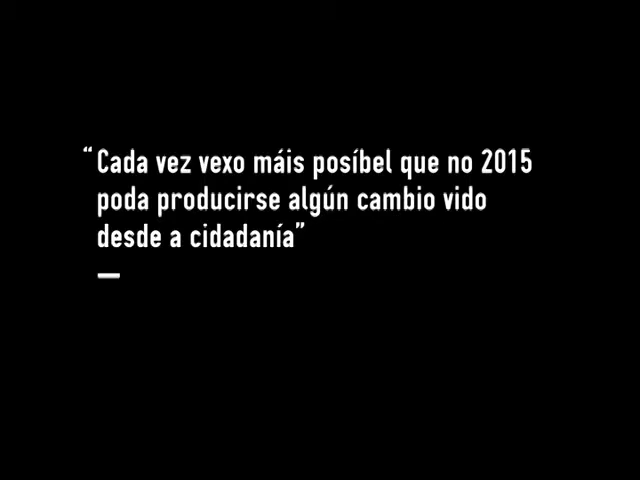 “Cada vez vexo máis posíbel que no 2015
poda producirse algún cambio vido
desde a cidadanía”